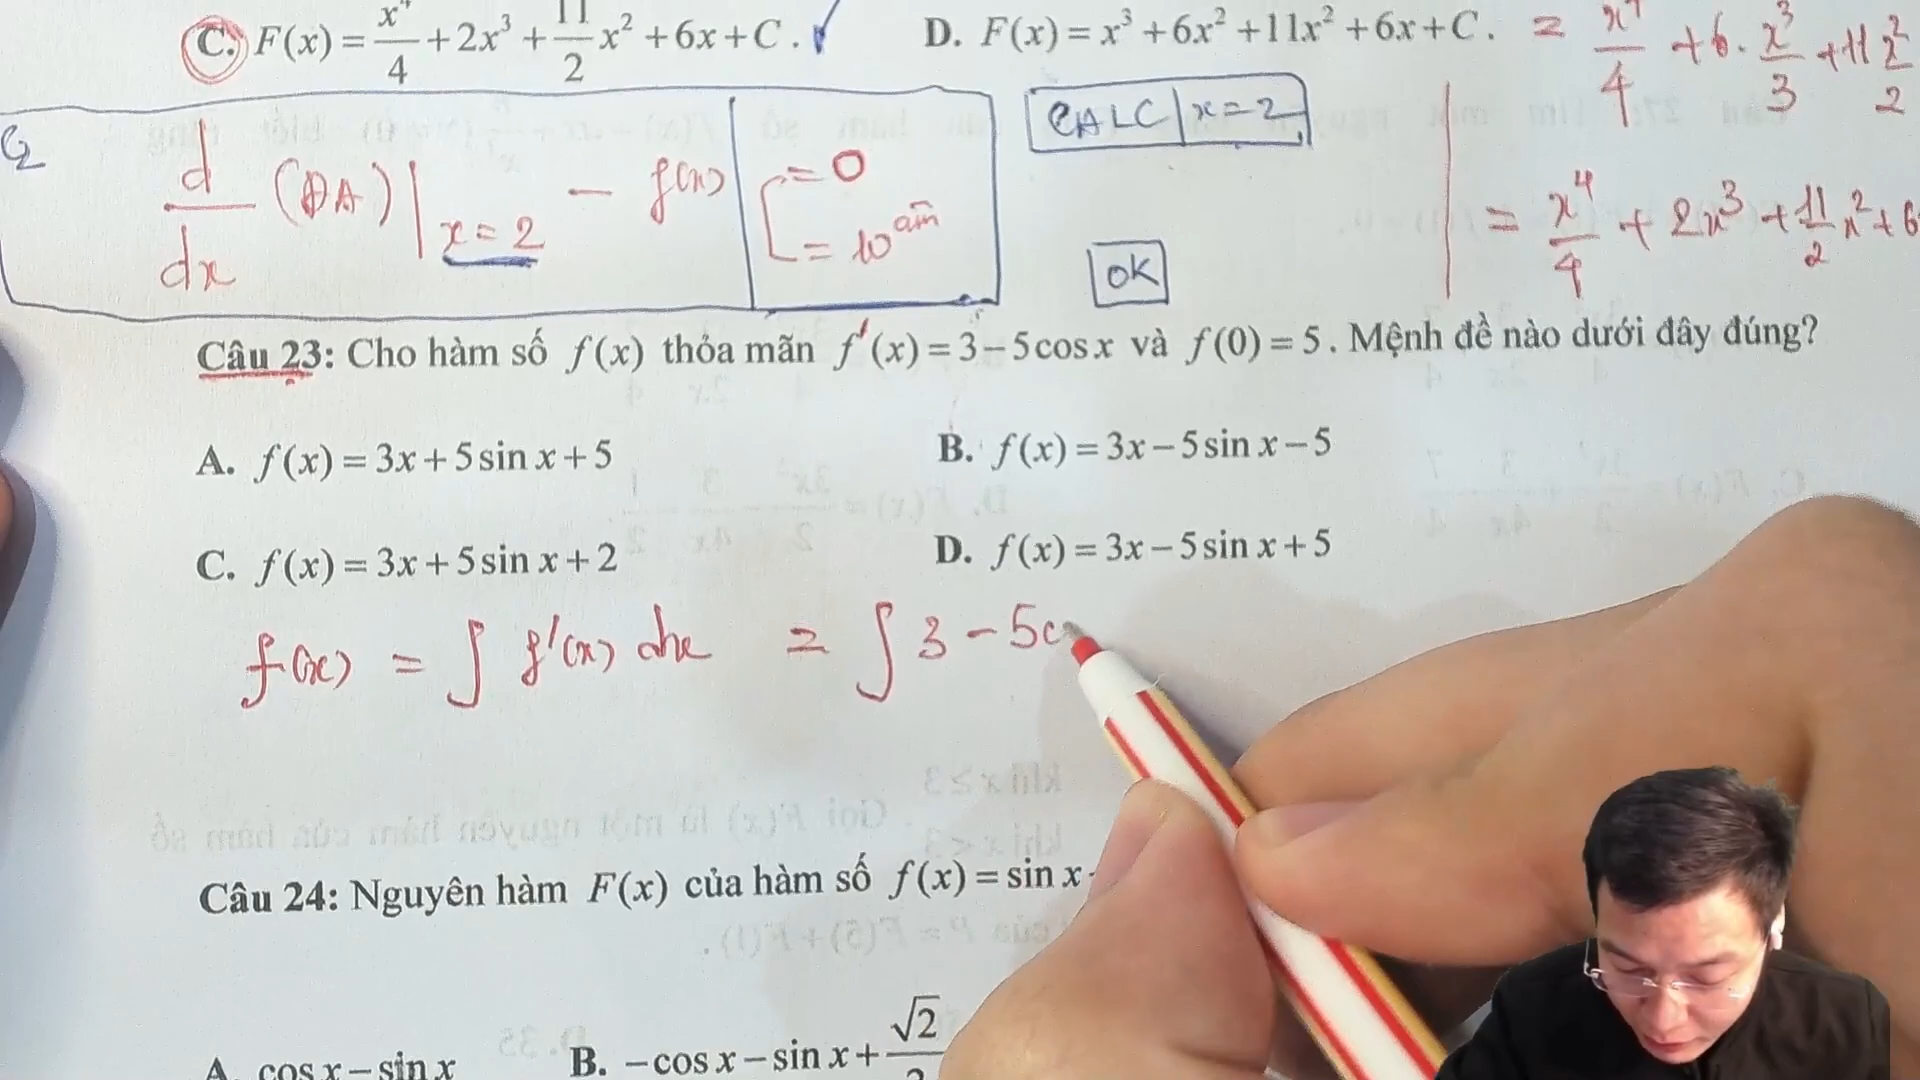 C. F(x) = x⁴/4 + 2x³ + 11/2 x² + 6x + C. D. F(x) = x³ + 6x² + 11x² + 6x + C. = x⁴/4 + 6. x³/3 + 11 x²/2
d/dx (ĐA)|x=2 − f(x) = 0 = 10^âm
CALC | x = 2
OK
= x⁴/4 + 2x³ + 11/2 x² + 6
Câu 23: Cho hàm số f(x) thỏa mãn f'(x) = 3 − 5cos x và f(0) = 5. Mệnh đề nào dưới đây đúng?
A. f(x) = 3x + 5sin x + 5 B. f(x) = 3x − 5sin x − 5
C. f(x) = 3x + 5sin x + 2 D. f(x) = 3x − 5sin x + 5
f(x) = ∫ f'(x) dx = ∫ 3 − 5c
Câu 24: Nguyên hàm F(x) của hàm số f(x) = sin x
A. cos x − sin x B. −cos x − sin x + √2/2